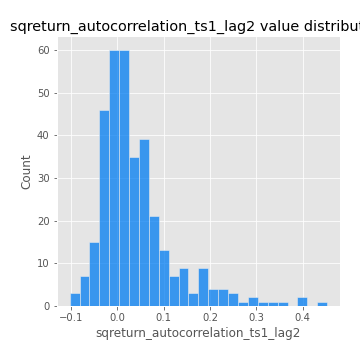 sqreturn_autocorrelation_ts1_lag2 value distribut
60
50
40
30
20
10
0
Count
−0.1 0.0 0.1 0.2 0.3 0.4
sqreturn_autocorrelation_ts1_lag2